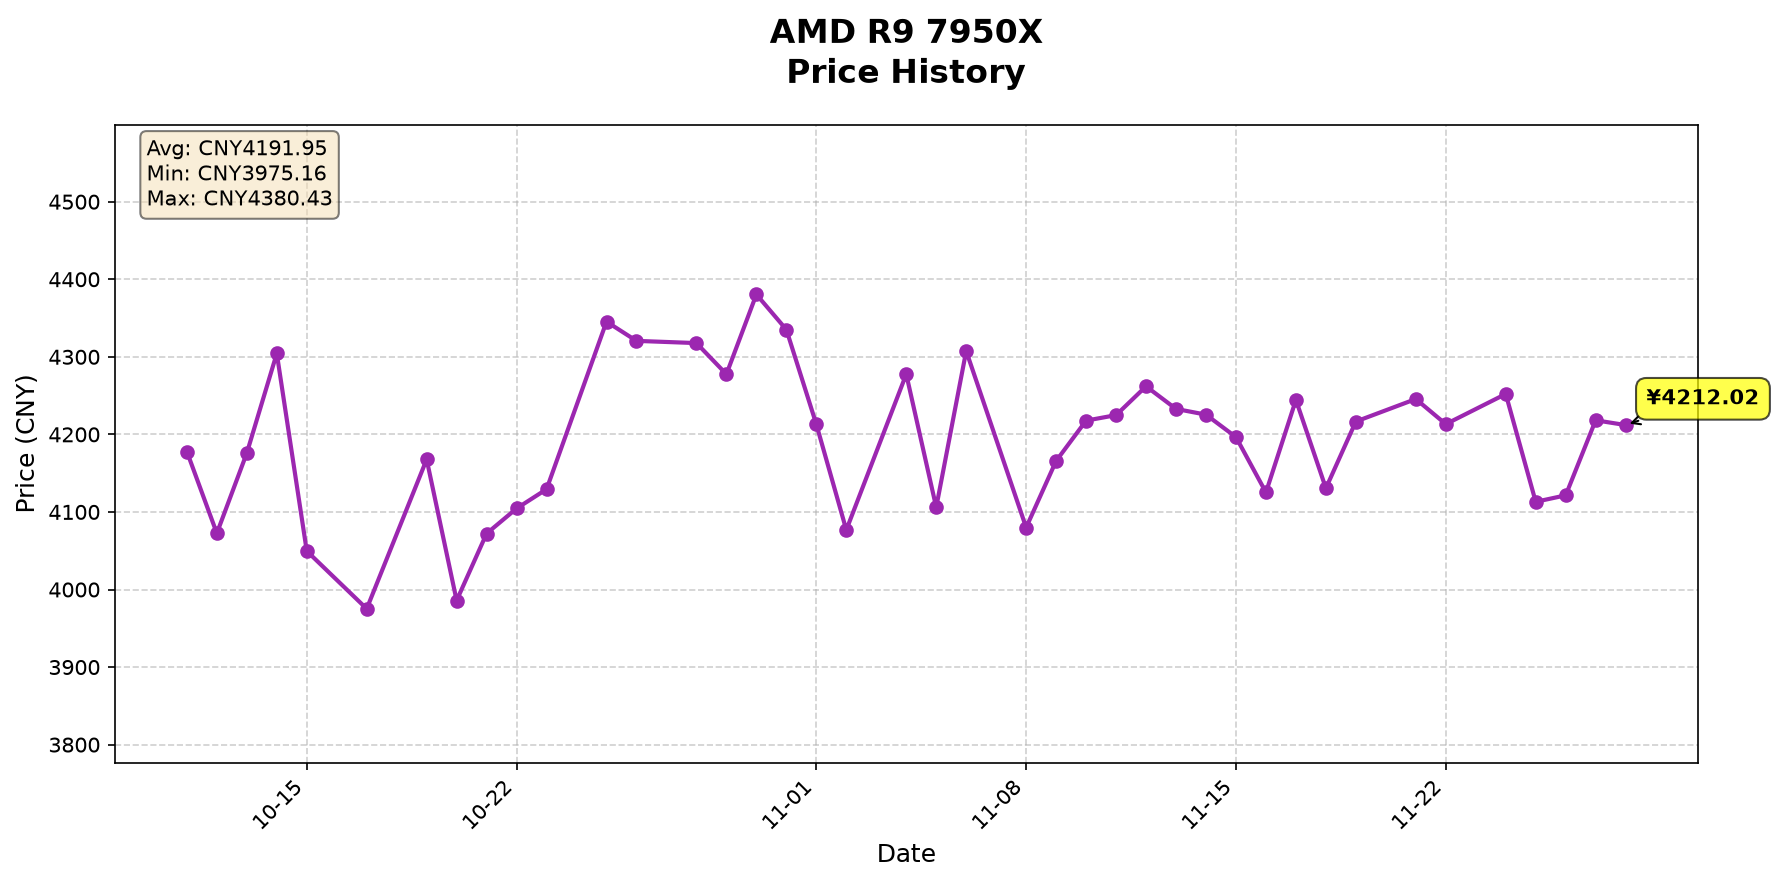 AMD R9 7950X
Price History
Avg: CNY4191.95
Min: CNY3975.16
Max: CNY4380.43
4500
4400
4300
4200
4100
4000
3900
3800
Price (CNY)
¥4212.02
10-15
10-22
11-01
11-08
11-15
11-22
Date